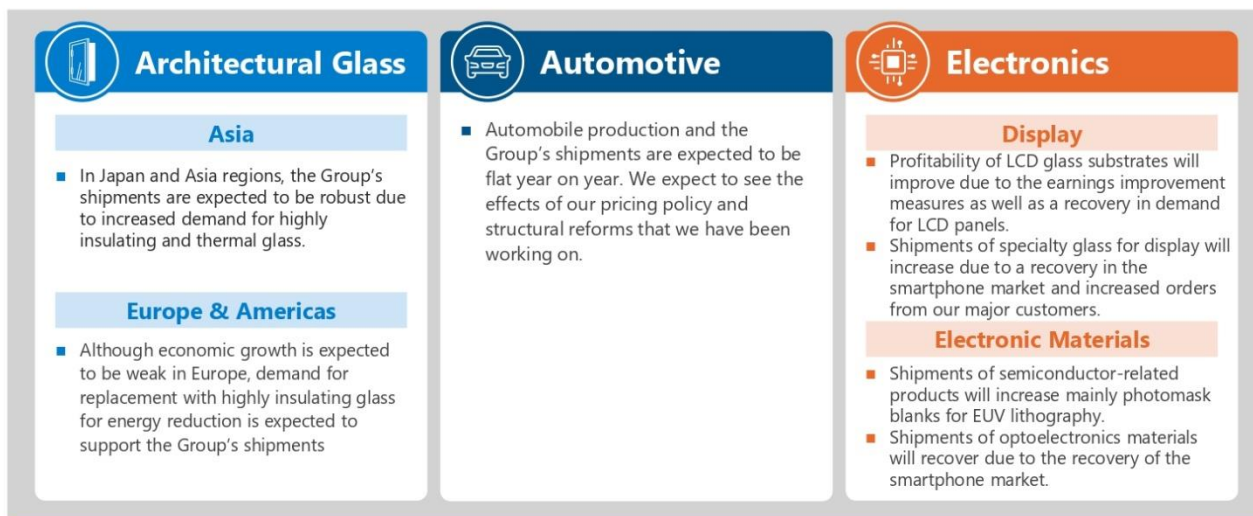 Architectural Glass
Asia
■ In Japan and Asia regions, the Group's
shipments are expected to be robust due
to increased demand for highly
insulating and thermal glass.
Europe & Americas
■ Although economic growth is expected
to be weak in Europe, demand for
replacement with highly insulating glass
for energy reduction is expected to
support the Group's shipments
Automotive
■ Automobile production and the
Group's shipments are expected to be
flat year on year. We expect to see the
effects of our pricing policy and
structural reforms that we have been
working on.
Electronics
Display
■ Profitability of LCD glass substrates will
improve due to the earnings improvement
measures as well as a recovery in demand
for LCD panels.
■ Shipments of specialty glass for display will
increase due to a recovery in the
smartphone market and increased orders
from our major customers.
Electronic Materials
■ Shipments of semiconductor-related
products will increase mainly photomask
blanks for EUV lithography.
■ Shipments of optoelectronics materials
will recover due to the recovery of the
smartphone market.